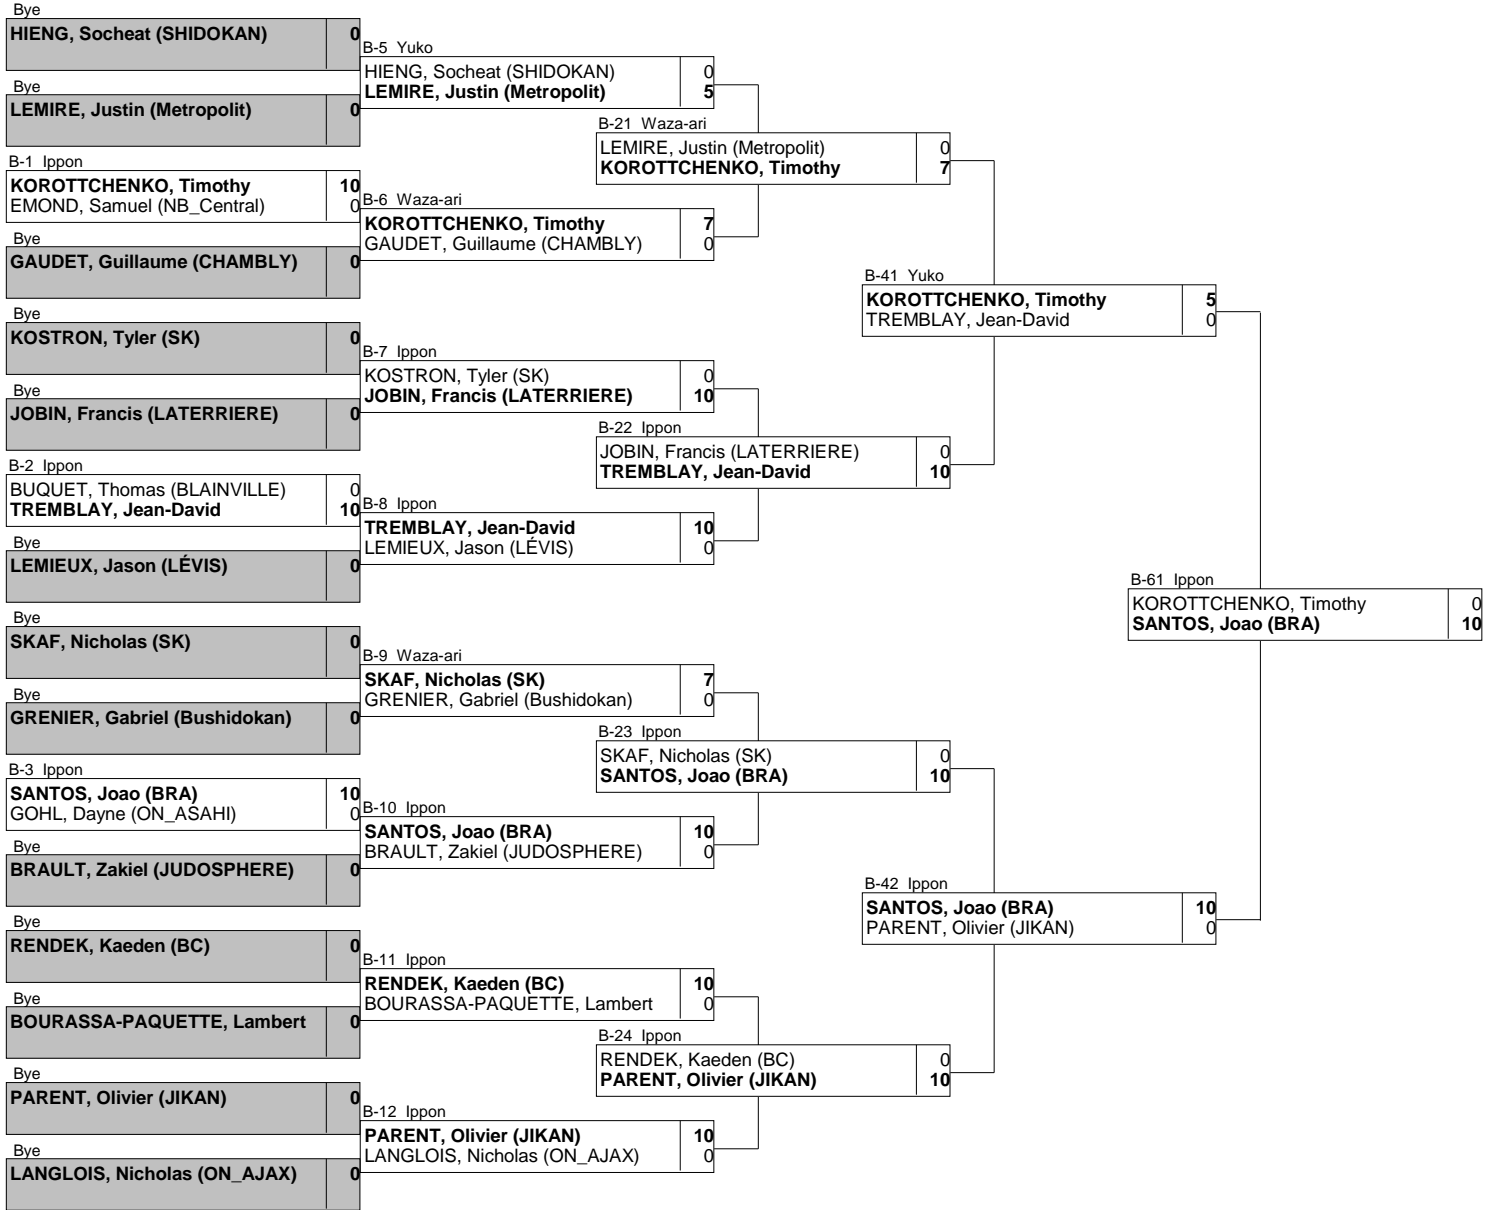 Bye
HIENG, Socheat (SHIDOKAN) 0
Bye
LEMIRE, Justin (Metropolit) 0
B-1 Ippon
KOROTTCHENKO, Timothy 10
EMOND, Samuel (NB_Central) 0
Bye
GAUDET, Guillaume (CHAMBLY) 0
Bye
KOSTRON, Tyler (SK) 0
Bye
JOBIN, Francis (LATERRIERE) 0
B-2 Ippon
BUQUET, Thomas (BLAINVILLE) 0
TREMBLAY, Jean-David 10
Bye
LEMIEUX, Jason (LÉVIS) 0
Bye
SKAF, Nicholas (SK) 0
Bye
GRENIER, Gabriel (Bushidokan) 0
B-3 Ippon
SANTOS, Joao (BRA) 10
GOHL, Dayne (ON_ASAHI) 0
Bye
BRAULT, Zakiel (JUDOSPHERE) 0
Bye
RENDEK, Kaeden (BC) 0
Bye
BOURASSA-PAQUETTE, Lambert 0
Bye
PARENT, Olivier (JIKAN) 0
Bye
LANGLOIS, Nicholas (ON_AJAX) 0
B-5 Yuko
HIENG, Socheat (SHIDOKAN) 0
LEMIRE, Justin (Metropolit) 5
B-6 Waza-ari
KOROTTCHENKO, Timothy 7
GAUDET, Guillaume (CHAMBLY) 0
B-7 Ippon
KOSTRON, Tyler (SK) 0
JOBIN, Francis (LATERRIERE) 10
B-8 Ippon
TREMBLAY, Jean-David 10
LEMIEUX, Jason (LÉVIS) 0
B-9 Waza-ari
SKAF, Nicholas (SK) 7
GRENIER, Gabriel (Bushidokan) 0
B-10 Ippon
SANTOS, Joao (BRA) 10
BRAULT, Zakiel (JUDOSPHERE) 0
B-11 Ippon
RENDEK, Kaeden (BC) 10
BOURASSA-PAQUETTE, Lambert 0
B-12 Ippon
PARENT, Olivier (JIKAN) 10
LANGLOIS, Nicholas (ON_AJAX) 0
B-21 Waza-ari
LEMIRE, Justin (Metropolit) 0
KOROTTCHENKO, Timothy 7
B-22 Ippon
JOBIN, Francis (LATERRIERE) 0
TREMBLAY, Jean-David 10
B-23 Ippon
SKAF, Nicholas (SK) 0
SANTOS, Joao (BRA) 10
B-24 Ippon
RENDEK, Kaeden (BC) 0
PARENT, Olivier (JIKAN) 10
B-41 Yuko
KOROTTCHENKO, Timothy 5
TREMBLAY, Jean-David 0
B-42 Ippon
SANTOS, Joao (BRA) 10
PARENT, Olivier (JIKAN) 0
B-61 Ippon
KOROTTCHENKO, Timothy 0
SANTOS, Joao (BRA) 10